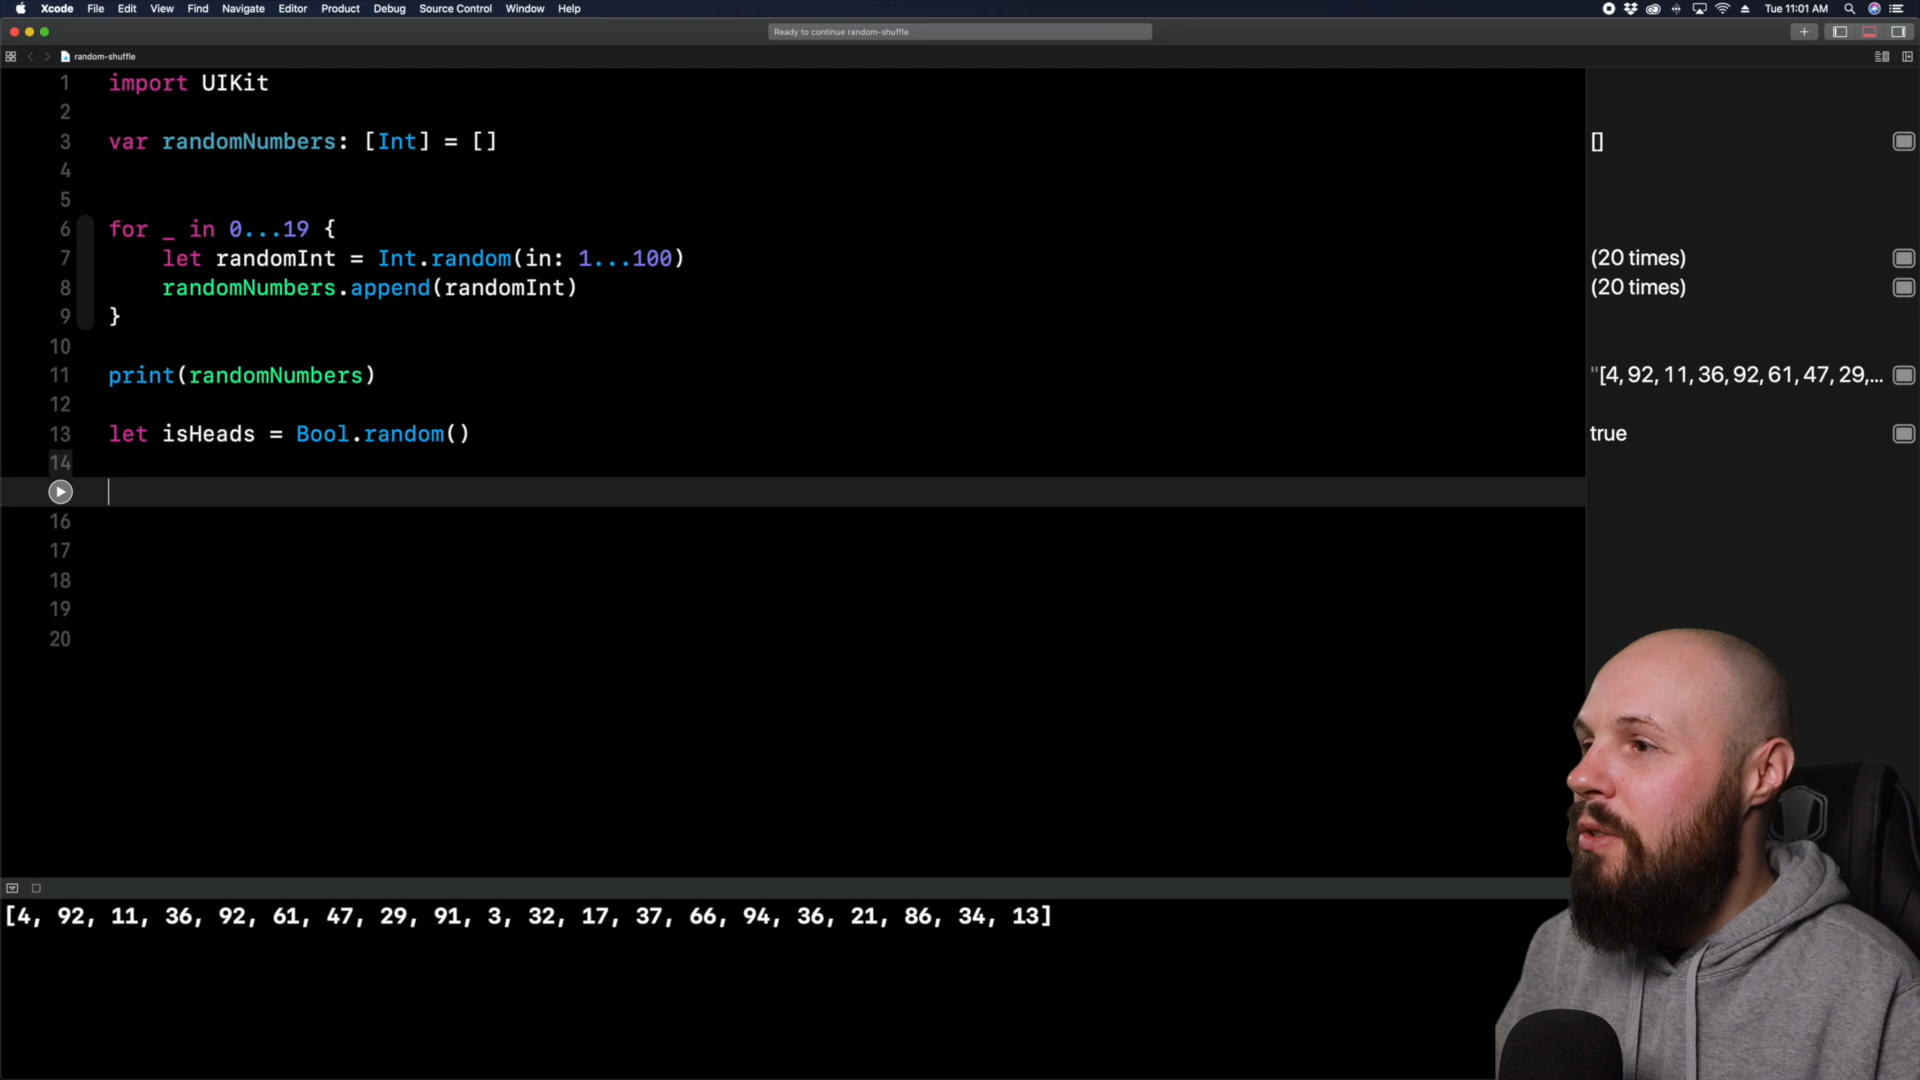 Xcode File Edit View Find Navigate Editor Product Debug Source Control Window Help Tue 11:01 AM
Ready to continue random-shuffle
random-shuffle
1 import UIKit
2
3 var randomNumbers: [Int] = [] []
4
5
6 for _ in 0...19 {
7 let randomInt = Int.random(in: 1...100) (20 times)
8 randomNumbers.append(randomInt) (20 times)
9 }
10
11 print(randomNumbers) "[4, 92, 11, 36, 92, 61, 47, 29,...
12
13 let isHeads = Bool.random() true
14
16
17
18
19
20
[4, 92, 11, 36, 92, 61, 47, 29, 91, 3, 32, 17, 37, 66, 94, 36, 21, 86, 34, 13]